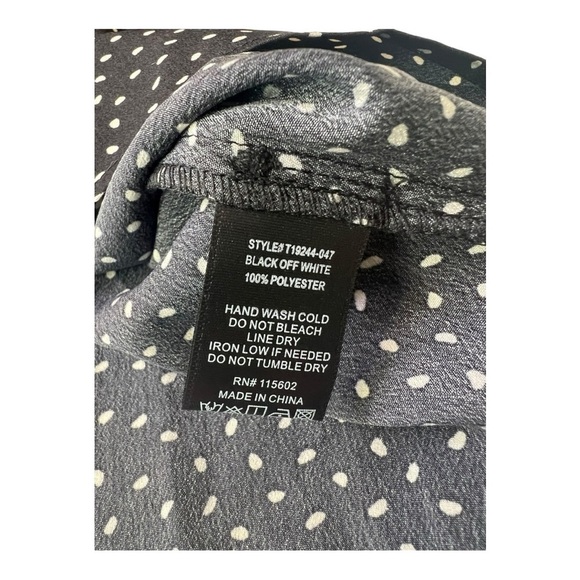 STYLE# T19244-047
BLACK OFF WHITE
100% POLYESTER
HAND WASH COLD
DO NOT BLEACH
LINE DRY
IRON LOW IF NEEDED
DO NOT TUMBLE DRY
RN# 115602
MADE IN CHINA